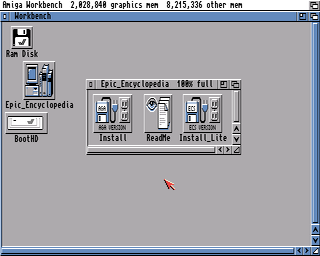 Amiga Workbench 2,028,840 graphics mem 8,215,336 other mem
Workbench
Ram Disk
Epic_Encyclopedia
BootHD
Epic_Encyclopedia 100% full
AGA VERSION
ECS VERSION
Install
ReadMe
Install_Lite